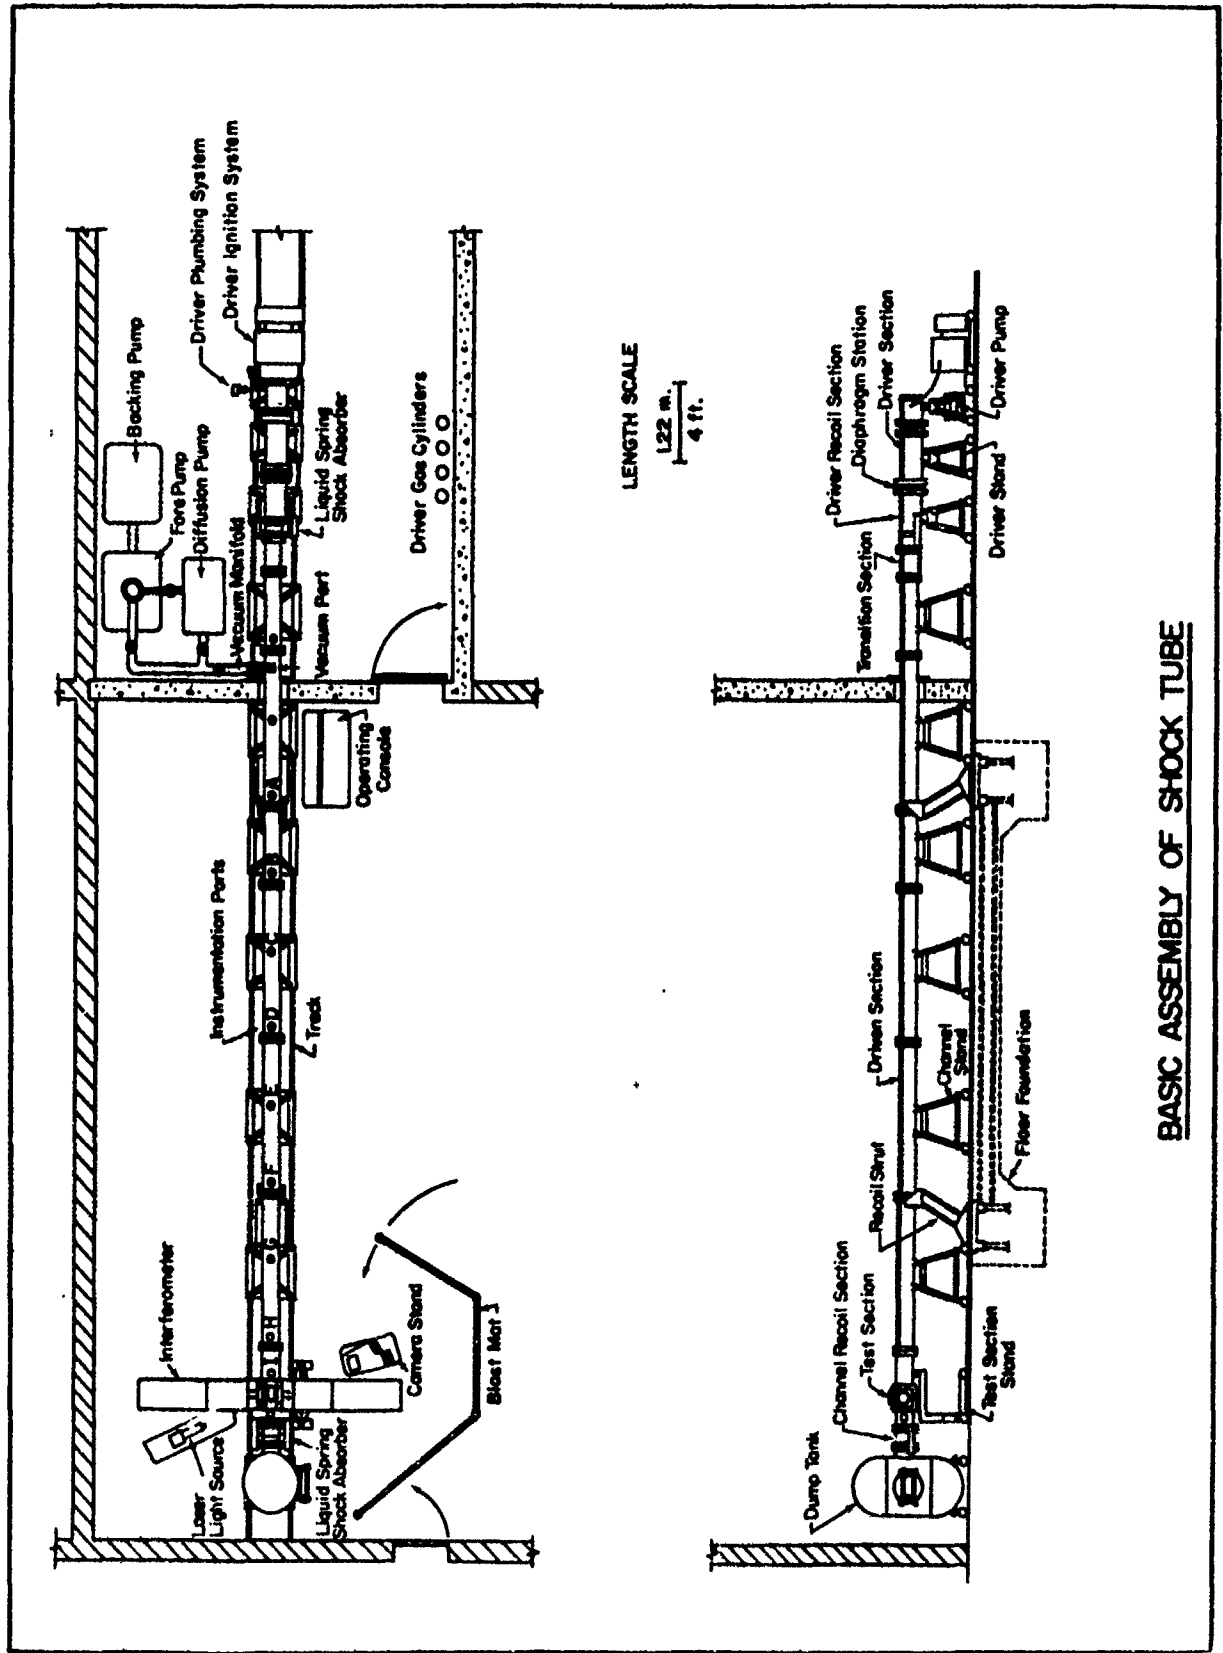 Backing Pump
Fore Pump
Diffusion Pump
Vacuum Manifold
Driver Plumbing System
Driver Ignition System
Liquid Spring
Shock Absorber
Vacuum Port
Driver Gas Cylinders
Operating
Console
Instrumentation Ports
Track
A
B
C
D
E
F
G
H
I
Interferometer
Laser
Light Source
Liquid Spring
Shock Absorber
Camera Stand
Blast Mat
LENGTH SCALE
1.22 m.
4 ft.
Dump Tank
Channel Recoil Section
Test Section
Test Section
Stand
Recoil Strut
Floor Foundation
Channel
Stand
Driven Section
Transition Section
Driver Recoil Section
Diaphragm Station
Driver Section
Driver Stand
Driver Pump
BASIC ASSEMBLY OF SHOCK TUBE